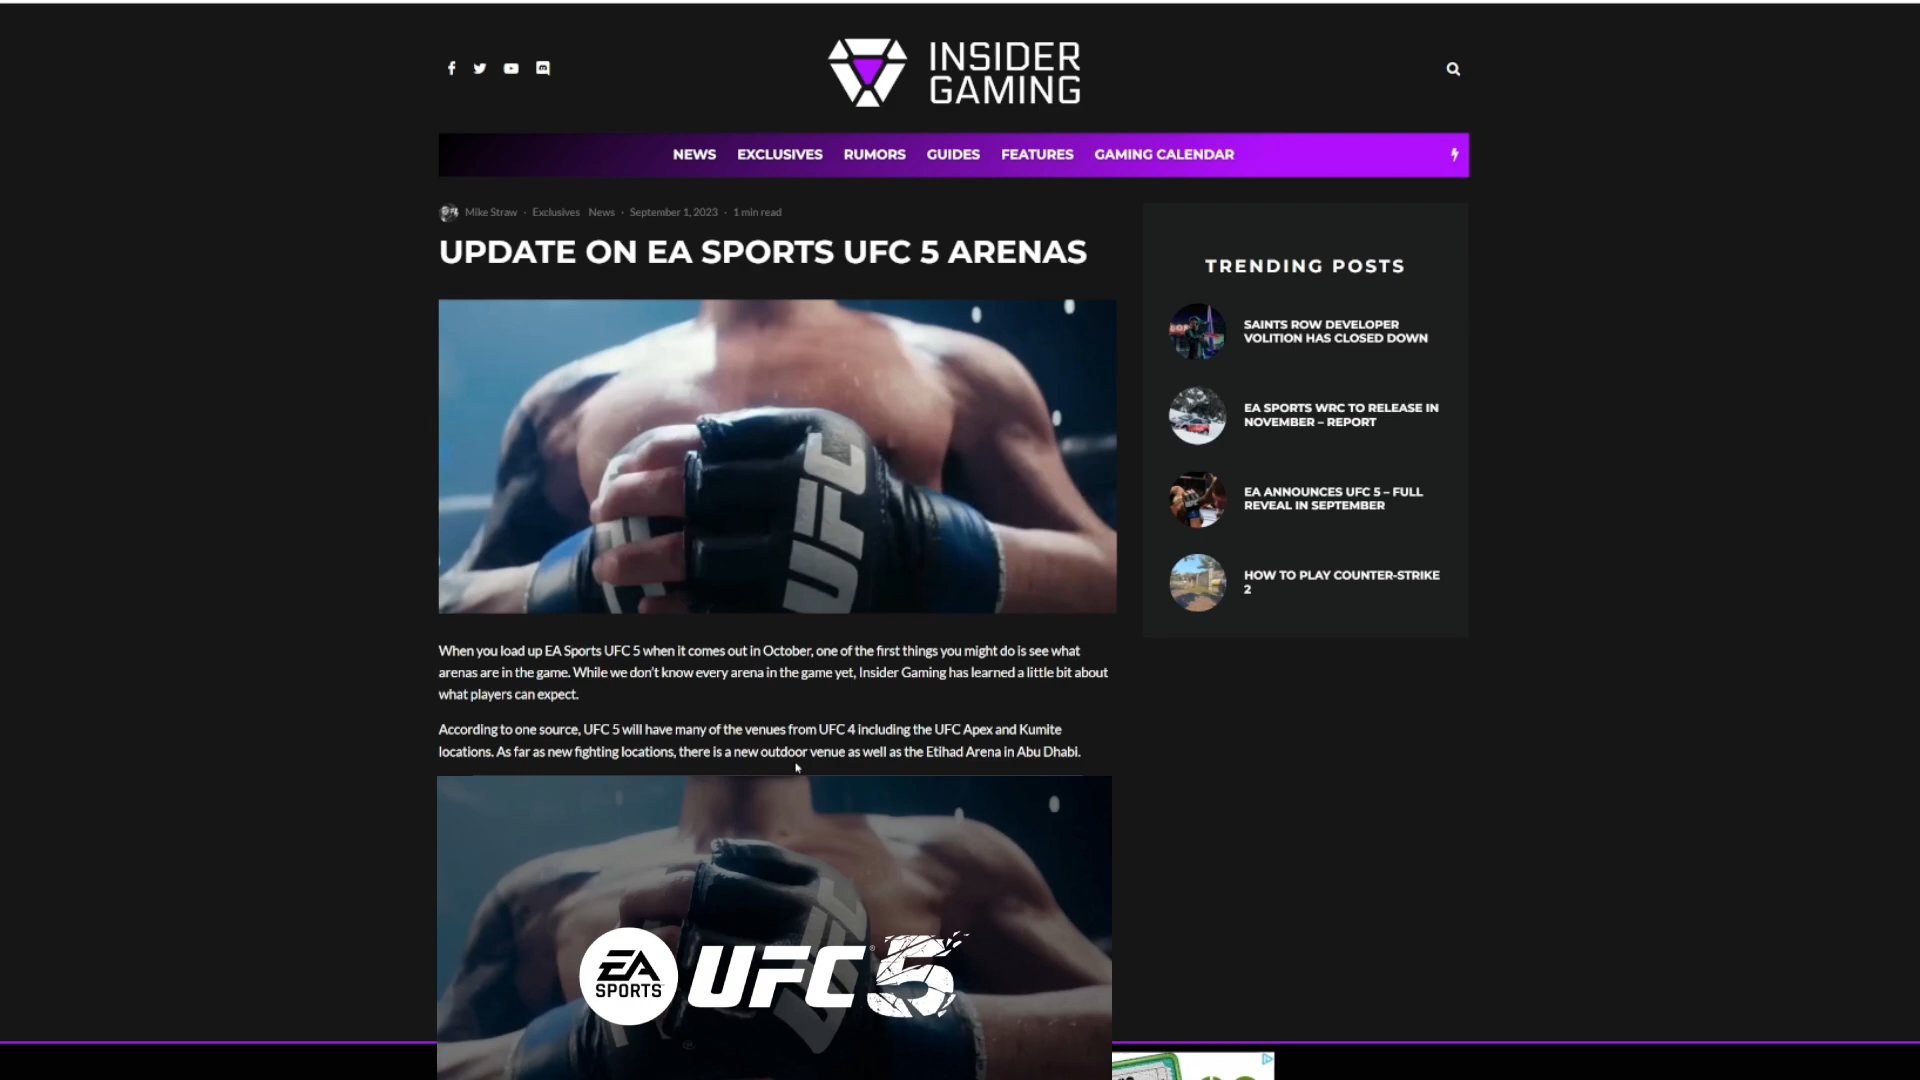 INSIDER
GAMING
NEWS EXCLUSIVES RUMORS GUIDES FEATURES GAMING CALENDAR
Mike Straw · Exclusives News · September 1, 2023 · 1 min read
UPDATE ON EA SPORTS UFC 5 ARENAS
UFC
When you load up EA Sports UFC 5 when it comes out in October, one of the first things you might do is see what
arenas are in the game. While we don't know every arena in the game yet, Insider Gaming has learned a little bit about
what players can expect.
According to one source, UFC 5 will have many of the venues from UFC 4 including the UFC Apex and Kumite
locations. As far as new fighting locations, there is a new outdoor venue as well as the Etihad Arena in Abu Dhabi.
UFC
EA
SPORTS
UFC 5
TRENDING POSTS
SAINTS ROW DEVELOPER
VOLITION HAS CLOSED DOWN
EA SPORTS WRC TO RELEASE IN
NOVEMBER – REPORT
EA ANNOUNCES UFC 5 – FULL
REVEAL IN SEPTEMBER
HOW TO PLAY COUNTER-STRIKE
2